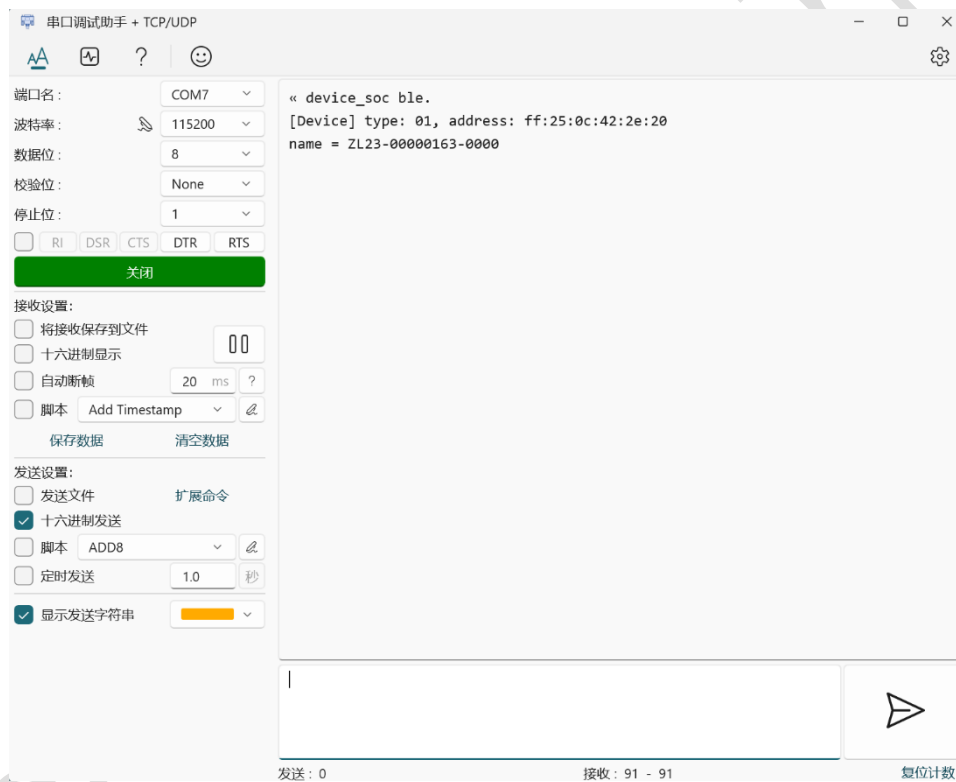 串口调试助手 + TCP/UDP
端口名: COM7
波特率: 115200
数据位: 8
校验位: None
停止位: 1
RI DSR CTS DTR RTS
关闭
接收设置:
将接收保存到文件
十六进制显示
自动断帧 20 ms ?
脚本 Add Timestamp
保存数据 清空数据
发送设置:
发送文件 扩展命令
十六进制发送
脚本 ADD8
定时发送 1.0 秒
显示发送字符串
« device_soc ble.
[Device] type: 01, address: ff:25:0c:42:2e:20
name = ZL23-00000163-0000
发送: 0 接收: 91 - 91 复位计数